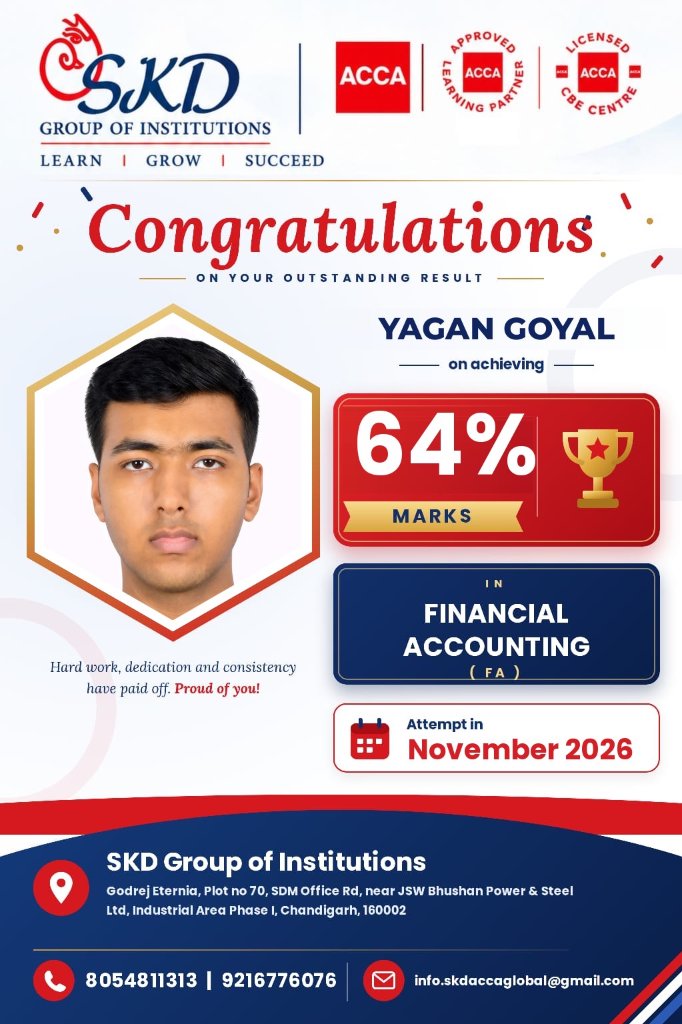 SKD
GROUP OF INSTITUTIONS
LEARN | GROW | SUCCEED
ACCA
APPROVED
ACCA
LEARNING PARTNER
LICENSED
ACCA ACCA ACCA
CBE CENTRE
Congratulations
ON YOUR OUTSTANDING RESULT
YAGAN GOYAL
on achieving
64%
MARKS
IN
FINANCIAL
ACCOUNTING
( FA )
Hard work, dedication and consistency
have paid off. Proud of you!
Attempt in
November 2026
SKD Group of Institutions
Godrej Eternia, Plot no 70, SDM Office Rd, near JSW Bhushan Power & Steel
Ltd, Industrial Area Phase I, Chandigarh, 160002
8054811313 | 9216776076
info.skdaccaglobal@gmail.com